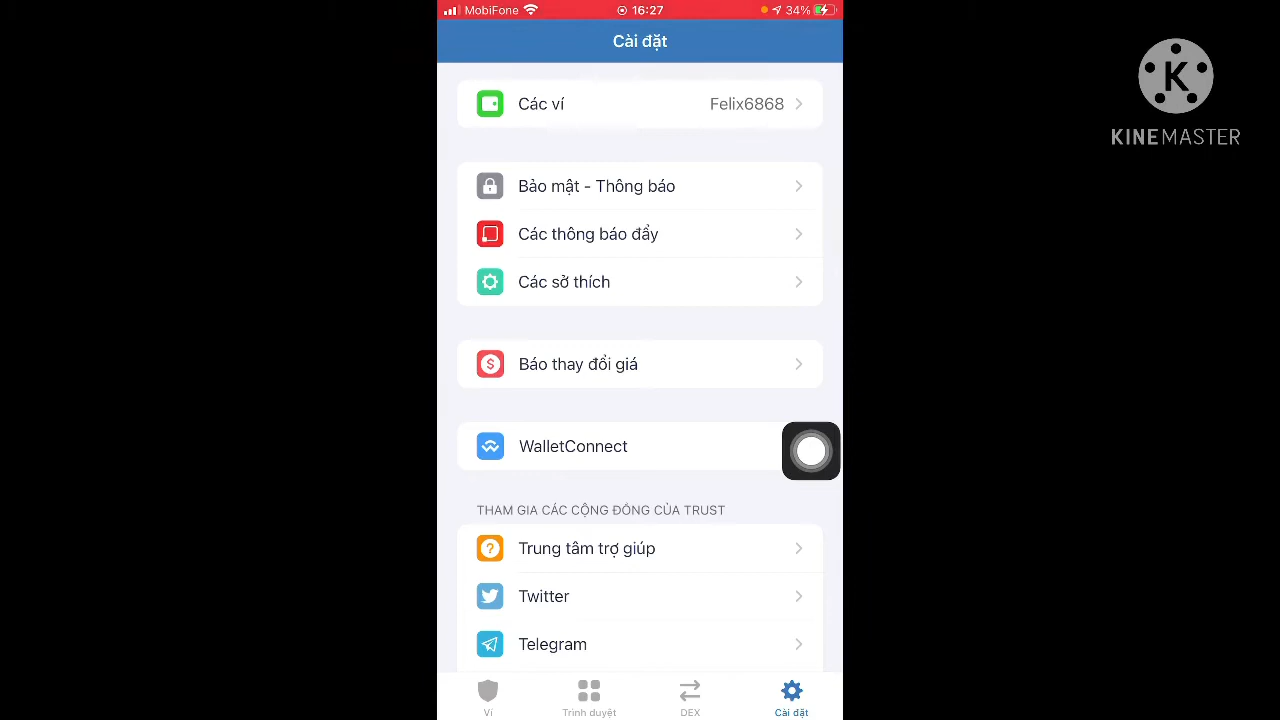 MobiFone 16:27 34%
Cài đặt
K
KINEMASTER
Các ví Felix6868
Bảo mật - Thông báo
Các thông báo đẩy
Các sở thích
$ Báo thay đổi giá
WalletConnect
THAM GIA CÁC CỘNG ĐỒNG CỦA TRUST
? Trung tâm trợ giúp
Twitter
Telegram
Ví Trình duyệt DEX Cài đặt